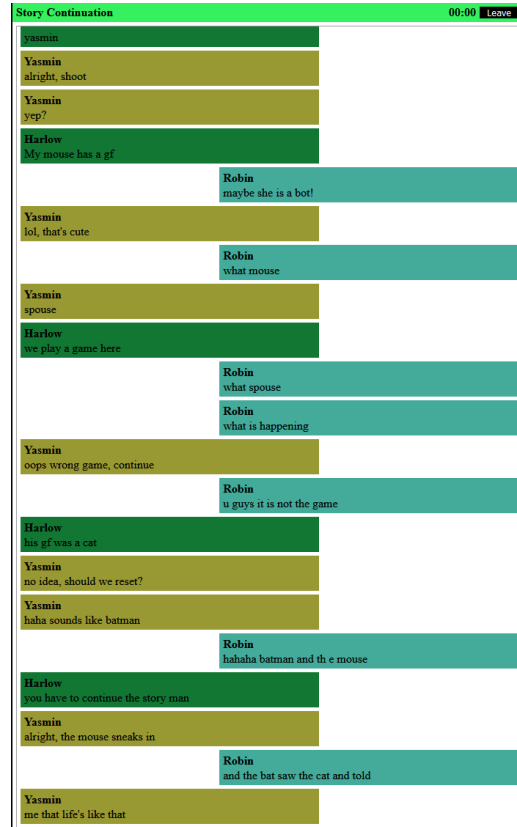 Story Continuation
00:00 Leave
yasmin
Yasmin
alright, shoot
Yasmin
yep?
Harlow
My mouse has a gf
Robin
maybe she is a bot!
Yasmin
lol, that's cute
Robin
what mouse
Yasmin
spouse
Harlow
we play a game here
Robin
what spouse
Robin
what is happening
Yasmin
oops wrong game, continue
Robin
u guys it is not the game
Harlow
his gf was a cat
Yasmin
no idea, should we reset?
Yasmin
haha sounds like batman
Robin
hahaha batman and th e mouse
Harlow
you have to continue the story man
Yasmin
alright, the mouse sneaks in
Robin
and the bat saw the cat and told
Yasmin
me that life's like that